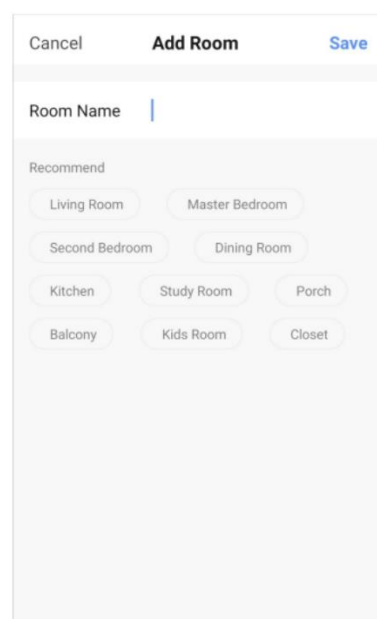 Cancel Add Room Save
Room Name
Recommend
Living Room Master Bedroom
Second Bedroom Dining Room
Kitchen Study Room Porch
Balcony Kids Room Closet